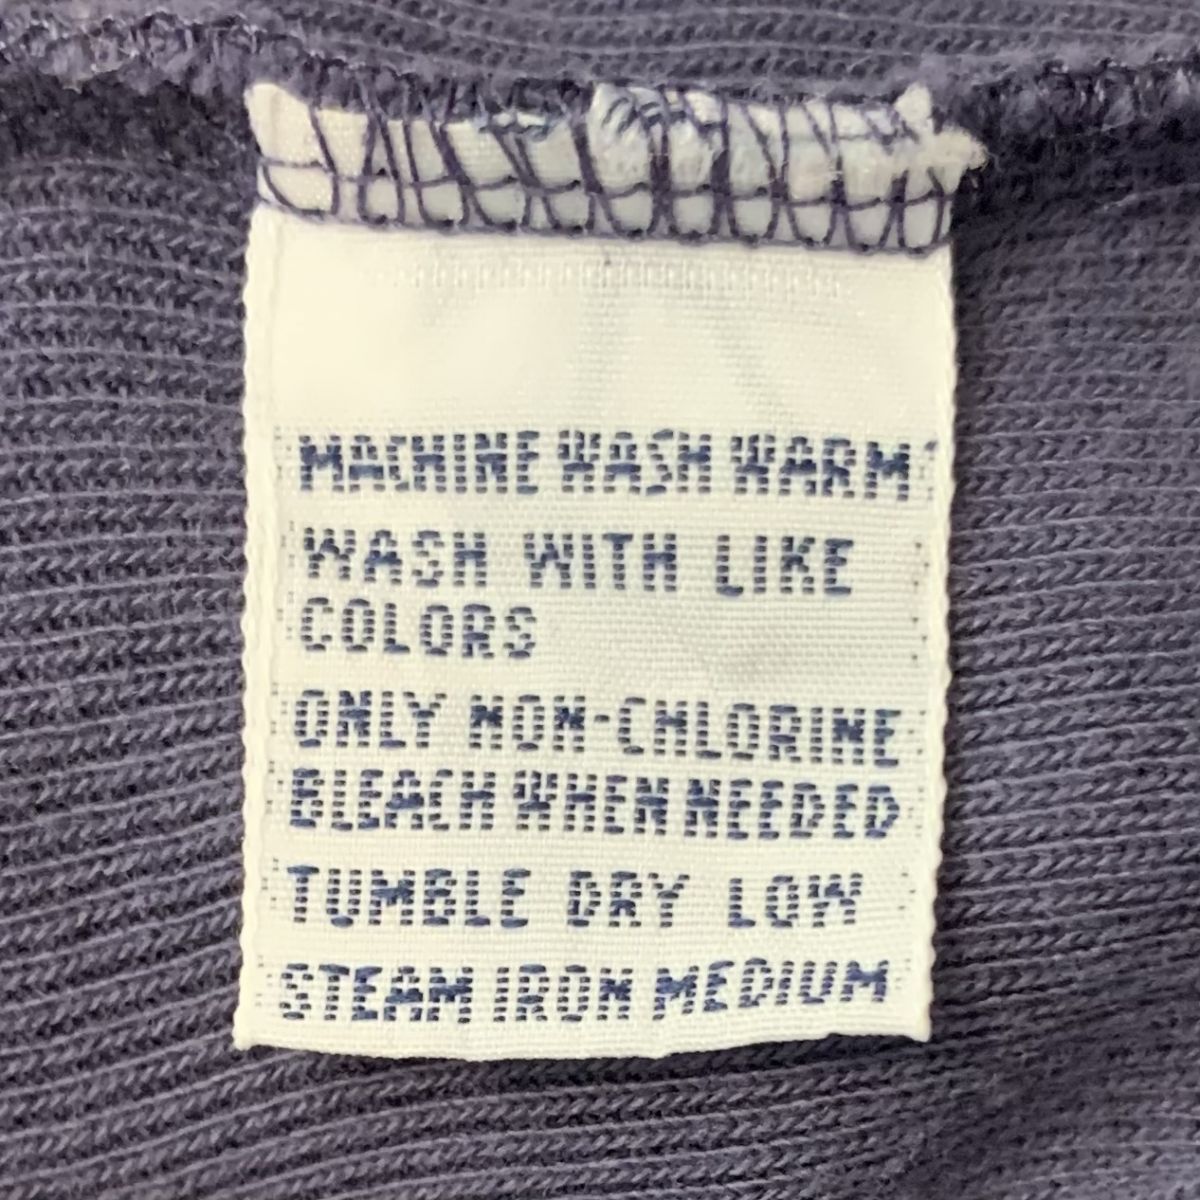 MACHINE WASH WARM
WASH WITH LIKE
COLORS
ONLY NON-CHLORINE
BLEACH WHEN NEEDED
TUMBLE DRY LOW
STEAM IRON MEDIUM